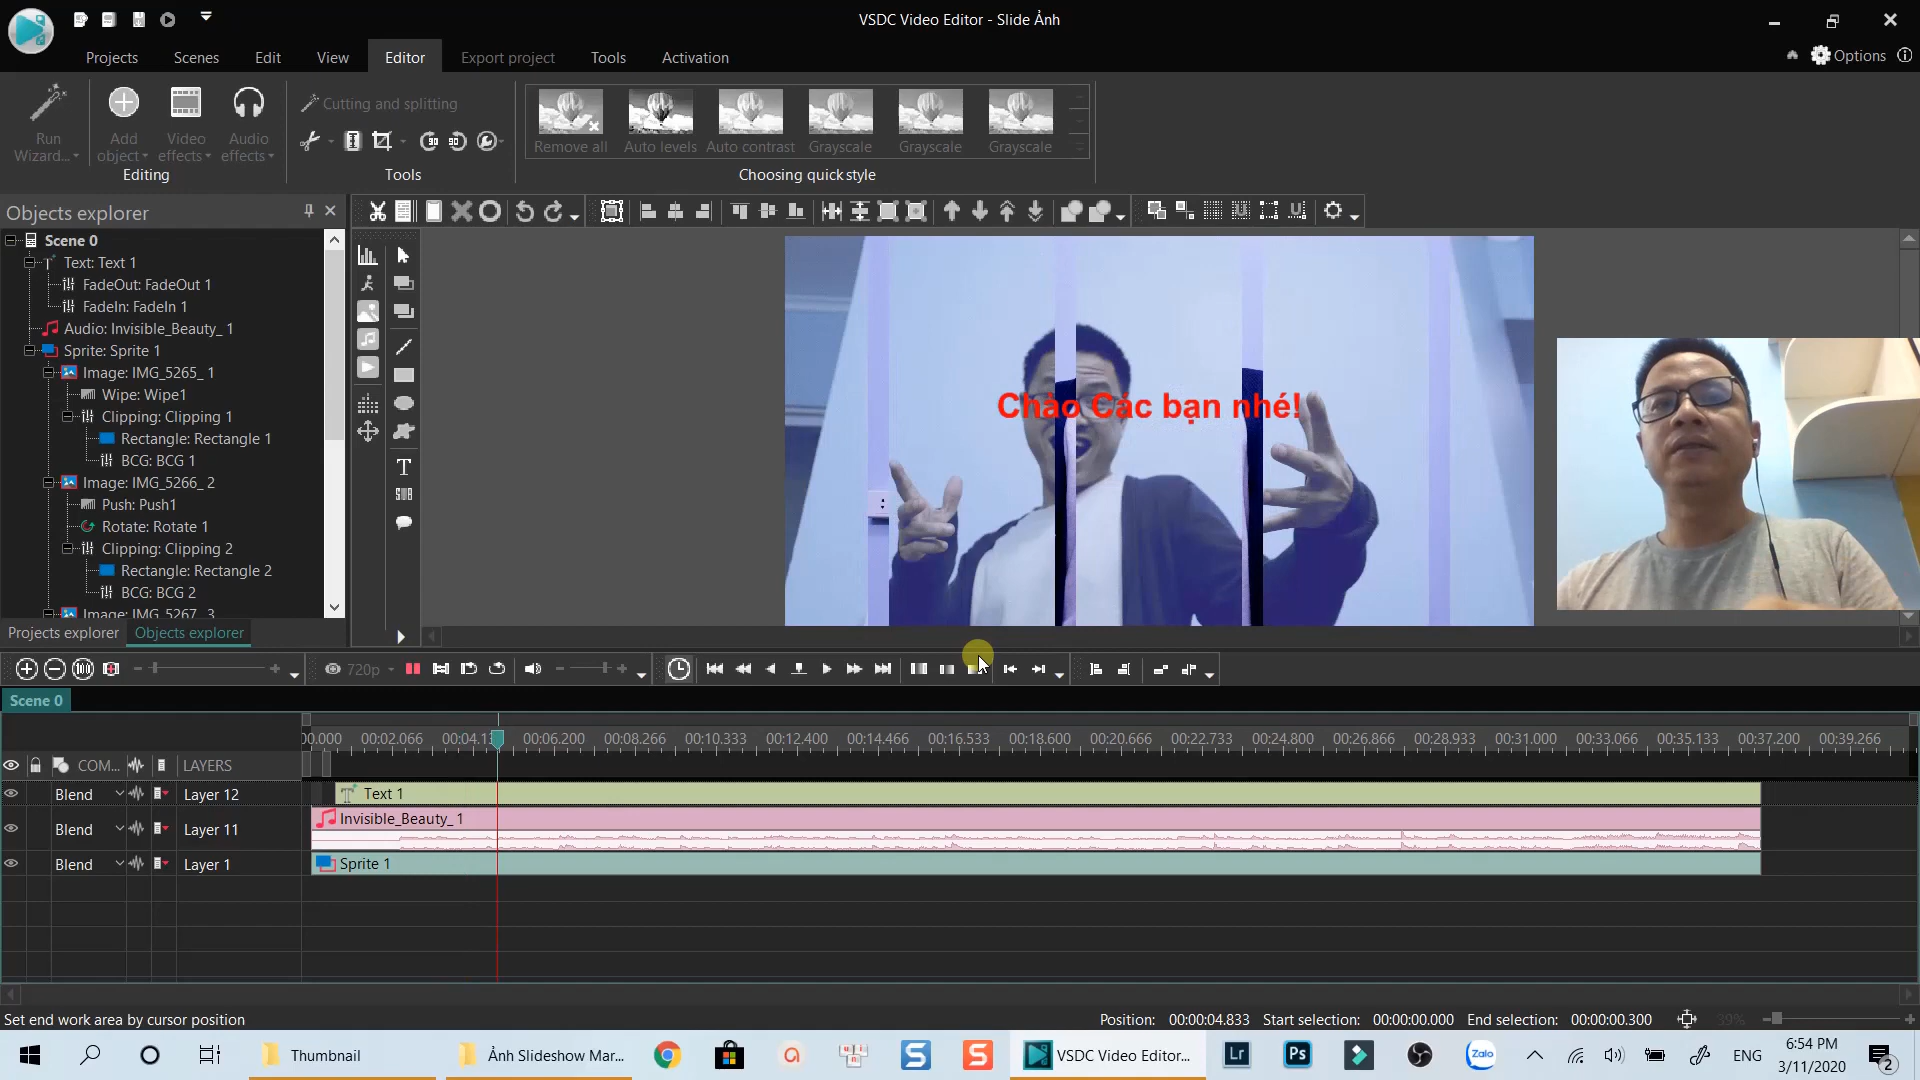 VSDC Video Editor - Slide Ảnh
Projects Scenes Edit View Editor Export project Tools Activation
Options
Run Wizard...
Add object
Video effects
Audio effects
Editing
Cutting and splitting
Tools
Remove all Auto levels Auto contrast Grayscale Grayscale Grayscale
Choosing quick style
Objects explorer
Scene 0
Text: Text 1
FadeOut: FadeOut 1
FadeIn: FadeIn 1
Audio: Invisible_Beauty_ 1
Sprite: Sprite 1
Image: IMG_5265_ 1
Wipe: Wipe1
Clipping: Clipping 1
Rectangle: Rectangle 1
BCG: BCG 1
Image: IMG_5266_ 2
Push: Push1
Rotate: Rotate 1
Clipping: Clipping 2
Rectangle: Rectangle 2
BCG: BCG 2
Image: IMG_5267_ 3
Projects explorer Objects explorer
Chào Các bạn nhé!
720p
Scene 0
00.000 00:02.066 00:04.13 00:06.200 00:08.266 00:10.333 00:12.400 00:14.466 00:16.533 00:18.600 00:20.666 00:22.733 00:24.800 00:26.866 00:28.933 00:31.000 00:33.066 00:35.133 00:37.200 00:39.266
COM... LAYERS
Blend Layer 12 Text 1
Blend Layer 11 Invisible_Beauty_ 1
Blend Layer 1 Sprite 1
Set end work area by cursor position
Position: 00:00:04.833 Start selection: 00:00:00.000 End selection: 00:00:00.300 39%
Thumbnail
Ảnh Slideshow Mar...
VSDC Video Editor...
Lr
Ps
Zalo
ENG
6:54 PM
3/11/2020
2